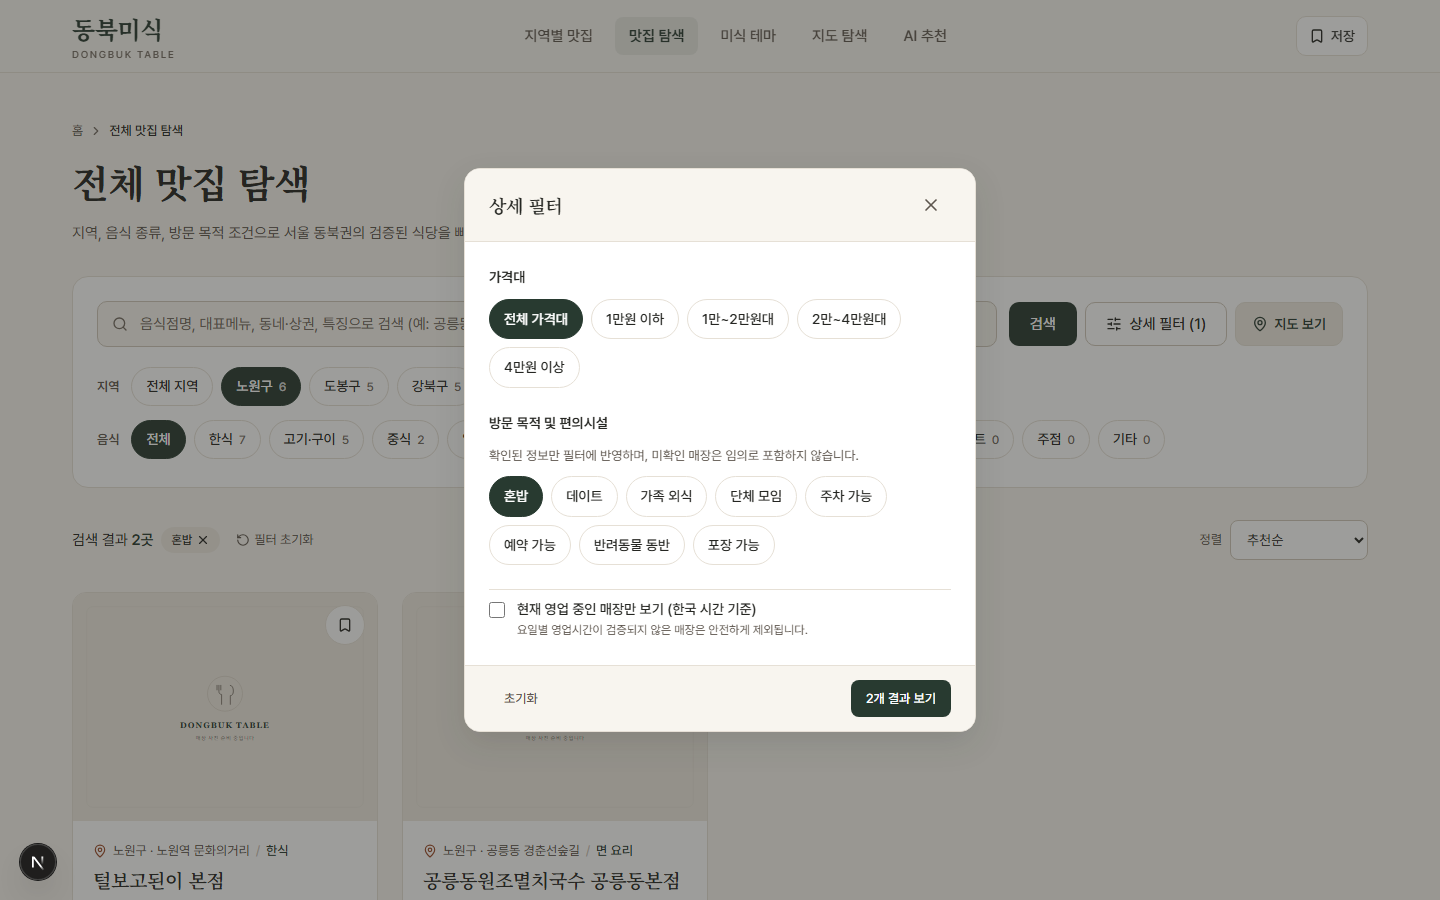 동북미식
DONGBUK TABLE
지역별 맛집 맛집 탐색 미식 테마 지도 탐색 AI 추천
저장
홈 전체 맛집 탐색
전체 맛집 탐색
지역, 음식 종류, 방문 목적 조건으로 서울 동북권의 검증된 식당을
음식점명, 대표메뉴, 동네·상권, 특징으로 검색 (예:
검색 상세 필터 (1) 지도 보기
지역 전체 지역 노원구 6 도봉구 5 강북구 5
음식 전체 한식 7 고기·구이 5 중식 2
0 주점 0 기타 0
검색 결과 2곳 혼밥 필터 초기화
정렬 추천순
상세 필터
가격대
전체 가격대 1만원 이하 1만~2만원대 2만~4만원대
4만원 이상
방문 목적 및 편의시설
확인된 정보만 필터에 반영하며, 미확인 매장은 임의로 포함하지 않습니다.
혼밥 데이트 가족 외식 단체 모임 주차 가능
예약 가능 반려동물 동반 포장 가능
현재 영업 중인 매장만 보기 (한국 시간 기준)
요일별 영업시간이 검증되지 않은 매장은 안전하게 제외됩니다.
초기화 2개 결과 보기
DONGBUK TABLE
노원구 · 노원역 문화의거리 / 한식
털보고된이 본점
노원구 · 공릉동 경춘선숲길 / 면 요리
공릉동원조멸치국수 공릉동본점
N